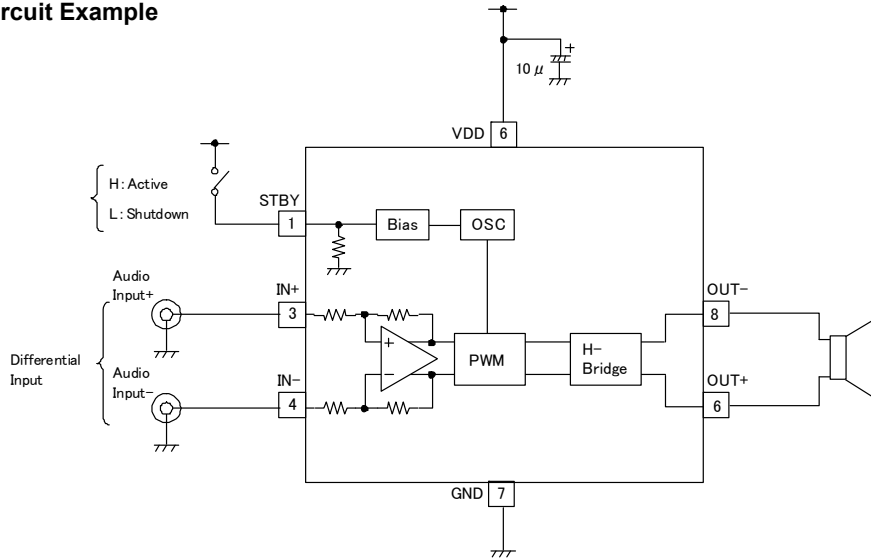 rcuit Example
+
10 μ
VDD 6
H: Active
L: Shutdown
STBY
1
Bias
OSC
Audio
Input+
IN+
3
OUT-
8
+
-
PWM
H-
Bridge
Differential
Input
Audio
Input-
IN-
4
OUT+
6
GND 7